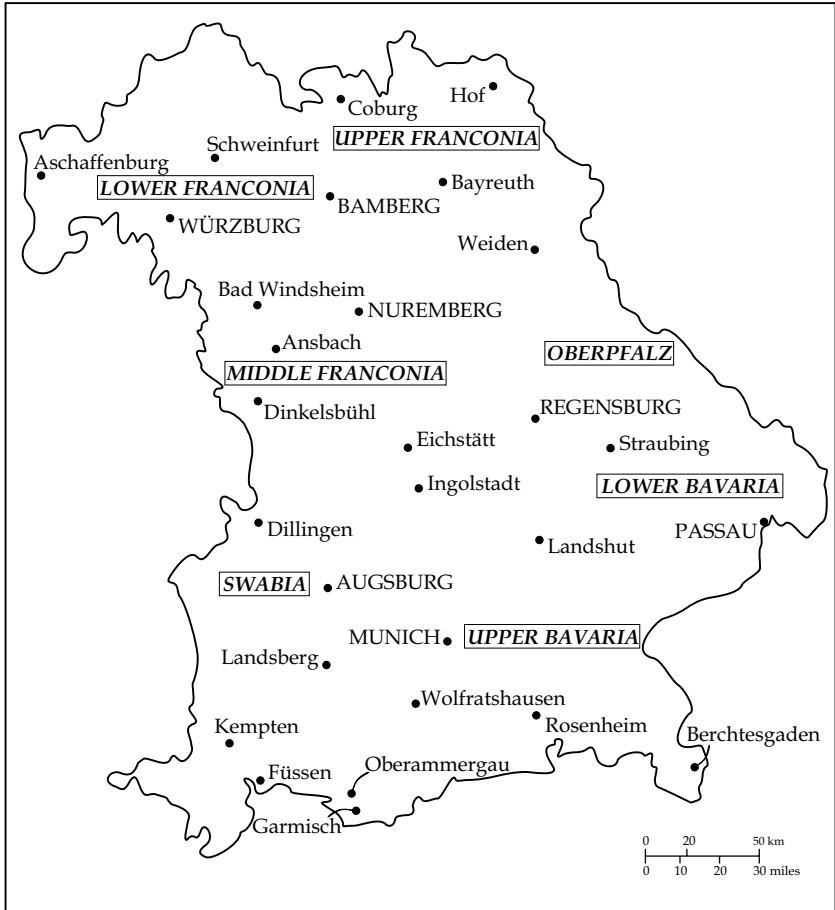 Hof
Coburg
UPPER FRANCONIA
Schweinfurt
Aschaffenburg
LOWER FRANCONIA
Bayreuth
BAMBERG
WÜRZBURG
Weiden
Bad Windsheim
NUREMBERG
Ansbach
OBERPFALZ
MIDDLE FRANCONIA
REGENSBURG
Dinkelsbühl
Eichstätt
Straubing
Ingolstadt
LOWER BAVARIA
Dillingen
PASSAU
Landshut
SWABIA
AUGSBURG
MUNICH
UPPER BAVARIA
Landsberg
Wolfratshausen
Kempten
Rosenheim
Berchtesgaden
Füssen
Oberammergau
Garmisch
0 20 50 km
0 10 20 30 miles